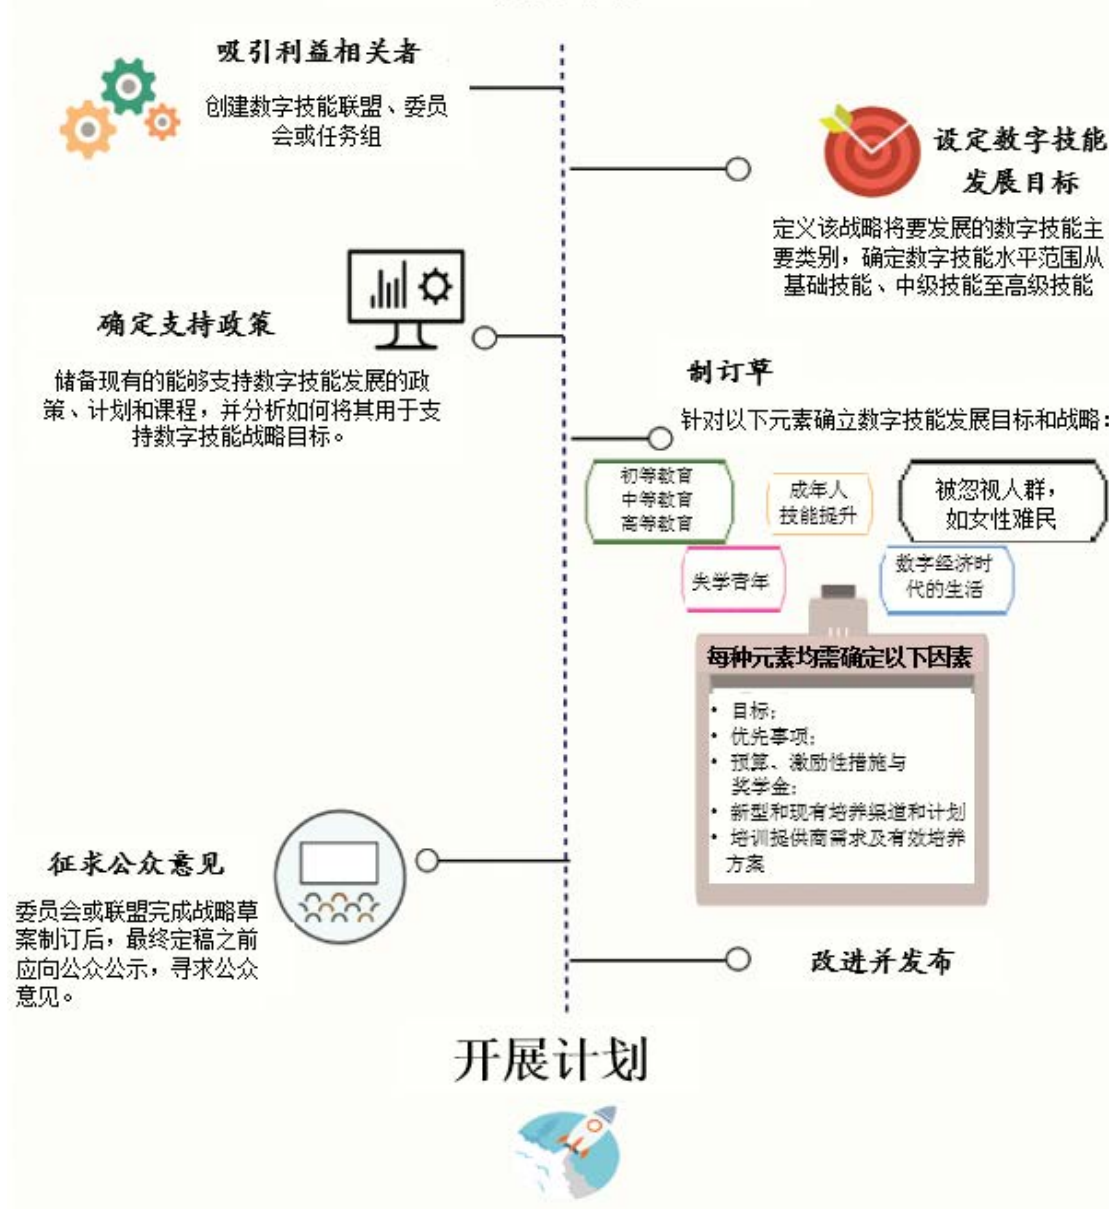 吸引利益相关者
创建数字技能联盟、委员
会或任务组
设定数字技能
发展目标
定义该战略将要发展的数字技能主
要类别，确定数字技能水平范围从
基础技能、中级技能至高级技能
确定支持政策
储备现有的能够支持数字技能发展的政
策、计划和课程，并分析如何将其用于支
持数字技能战略目标。
制订草
针对以下元素确立数字技能发展目标和战略：
初等教育
中等教育
高等教育
成年人
技能提升
被忽视人群，
如女性难民
失学青年
数字经济时
代的生活
每种元素均需确定以下因素
• 目标；
• 优先事项；
• 预算、激励性措施与
奖学金；
• 新型和现有培养渠道和计划
• 培训提供商需求及有效培养
方案
征求公众意见
委员会或联盟完成战略草
案制订后，最终定稿之前
应向公众公示，寻求公众
意见。
改进并发布
开展计划